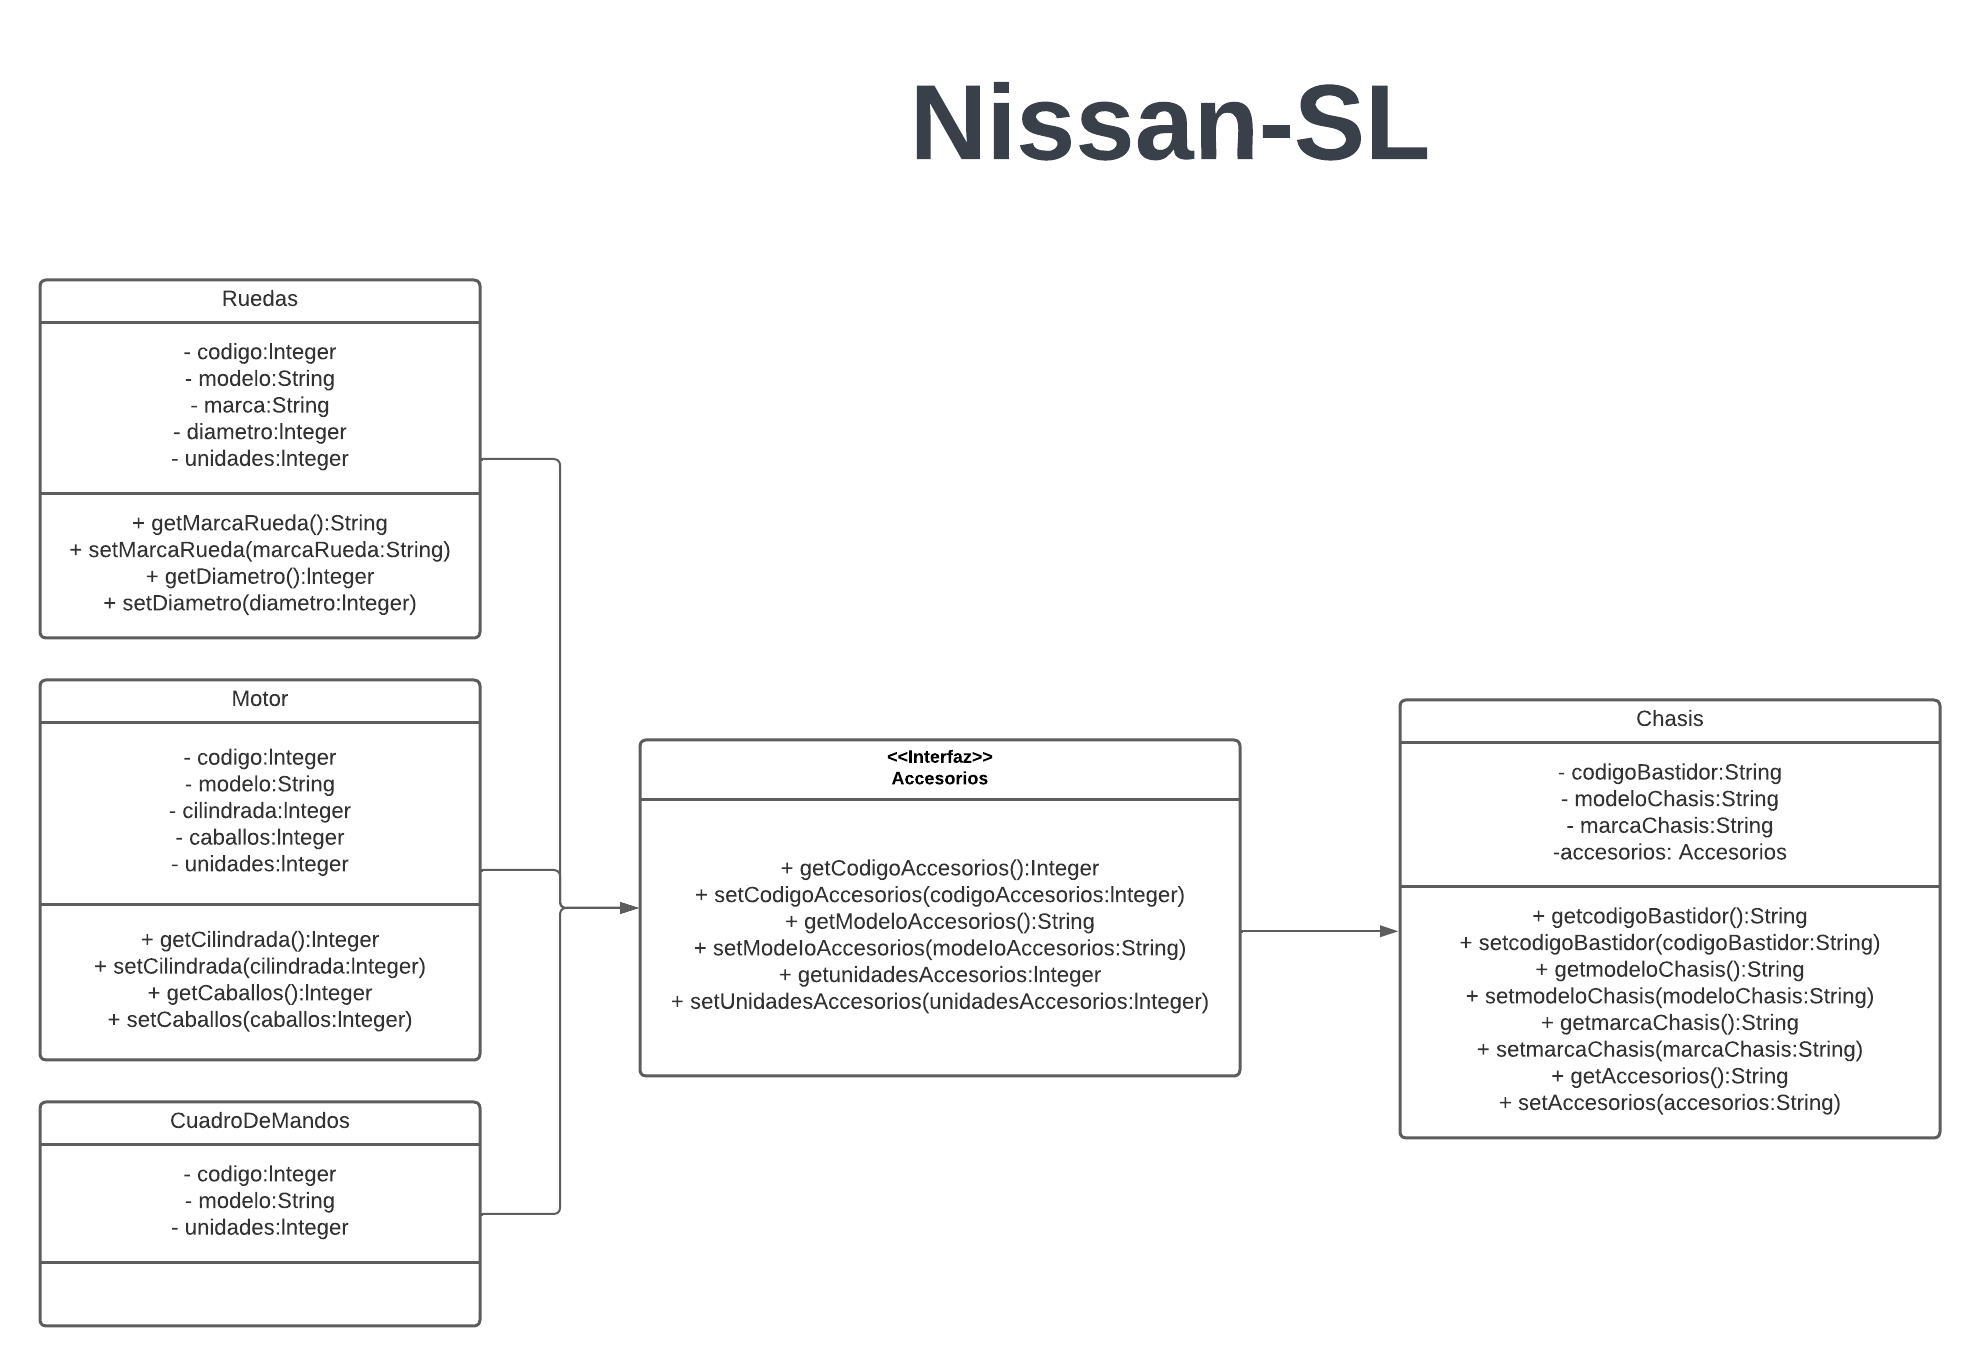 Nissan-SL
Ruedas
- codigo:Integer
- modelo:String
- marca:String
- diametro:Integer
- unidades:Integer
+ getMarcaRueda():String
+ setMarcaRueda(marcaRueda:String)
+ getDiametro():Integer
+ setDiametro(diametro:Integer)
Motor
- codigo:Integer
- modelo:String
- cilindrada:Integer
- caballos:Integer
- unidades:Integer
+ getCilindrada():Integer
+ setCilindrada(cilindrada:Integer)
+ getCaballos():Integer
+ setCaballos(caballos:Integer)
CuadroDeMandos
- codigo:Integer
- modelo:String
- unidades:Integer
<<Interfaz>>
Accesorios
+ getCodigoAccesorios():Integer
+ setCodigoAccesorios(codigoAccesorios:Integer)
+ getModeloAccesorios():String
+ setModeloAccesorios(modeloAccesorios:String)
+ getunidadesAccesorios:Integer
+ setUnidadesAccesorios(unidadesAccesorios:Integer)
Chasis
- codigoBastidor:String
- modeloChasis:String
- marcaChasis:String
-accesorios: Accesorios
+ getcodigoBastidor():String
+ setcodigoBastidor(codigoBastidor:String)
+ getmodeloChasis():String
+ setmodeloChasis(modeloChasis:String)
+ getmarcaChasis():String
+ setmarcaChasis(marcaChasis:String)
+ getAccesorios():String
+ setAccesorios(accesorios:String)